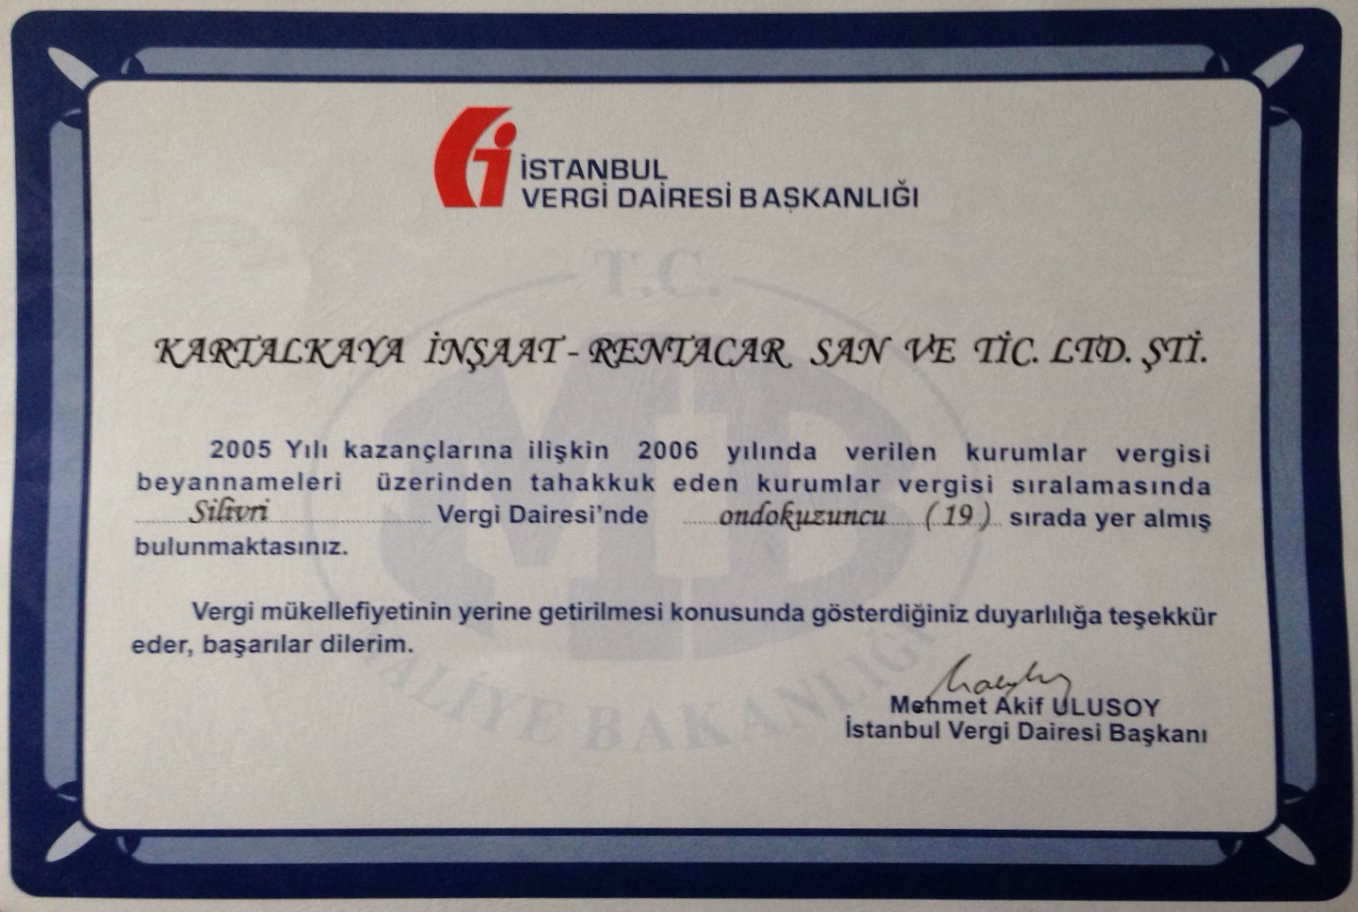 İSTANBUL
VERGİ DAİRESİ BAŞKANLIĞI
T.C.
KARTALKAYA İNŞAAT - RENTACAR SAN VE TİC. LTD. ŞTİ.
2005 Yılı kazançlarına ilişkin 2006 yılında verilen kurumlar vergisi
beyannameleri üzerinden tahakkuk eden kurumlar vergisi sıralamasında
Silivri Vergi Dairesi'nde ondokuzuncu (19) sırada yer almış
bulunmaktasınız.
Vergi mükellefiyetinin yerine getirilmesi konusunda gösterdiğiniz duyarlılığa teşekkür
eder, başarılar dilerim.
MALİYE BAKANLIĞI
Mehmet Akif ULUSOY
İstanbul Vergi Dairesi Başkanı